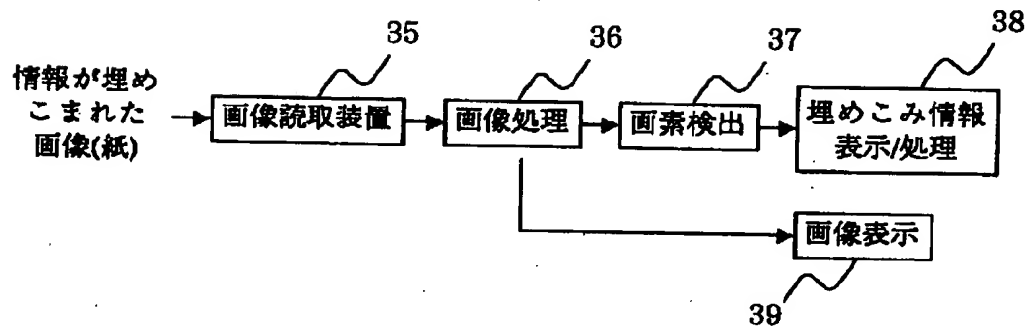 35
36
37
38
情報が埋め
こまれた
画像(紙)
画像読取装置
画像処理
画素検出
埋めこみ情報
表示/処理
画像表示
39